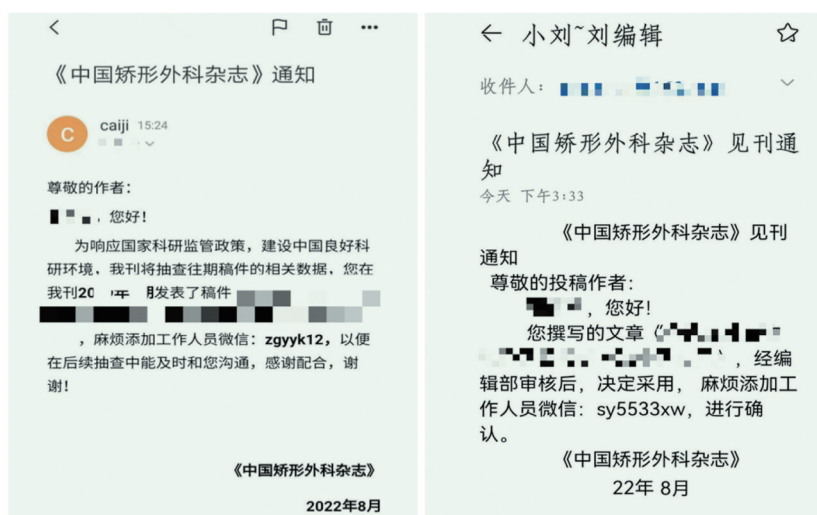 《中国矫形外科杂志》通知
C
caiji 15:24
尊敬的作者：
，您好！
为响应国家科研监管政策，建设中国良好科
研环境，我刊将抽查往期稿件的相关数据，您在
我刊20 发表了稿件
，麻烦添加工作人员微信：zgyyk12，以便
在后续抽查中能及时和您沟通，感谢配合，谢
谢！
《中国矫形外科杂志》
2022年8月
小刘~刘编辑
收件人：
《中国矫形外科杂志》见刊通
知
今天 下午3:33
《中国矫形外科杂志》见刊
通知
尊敬的投稿作者：
，您好！
您撰写的文章《
》，经编
辑部审核后，决定采用， 麻烦添加工
作人员微信：sy5533xw，进行确
认。
《中国矫形外科杂志》
22年 8月